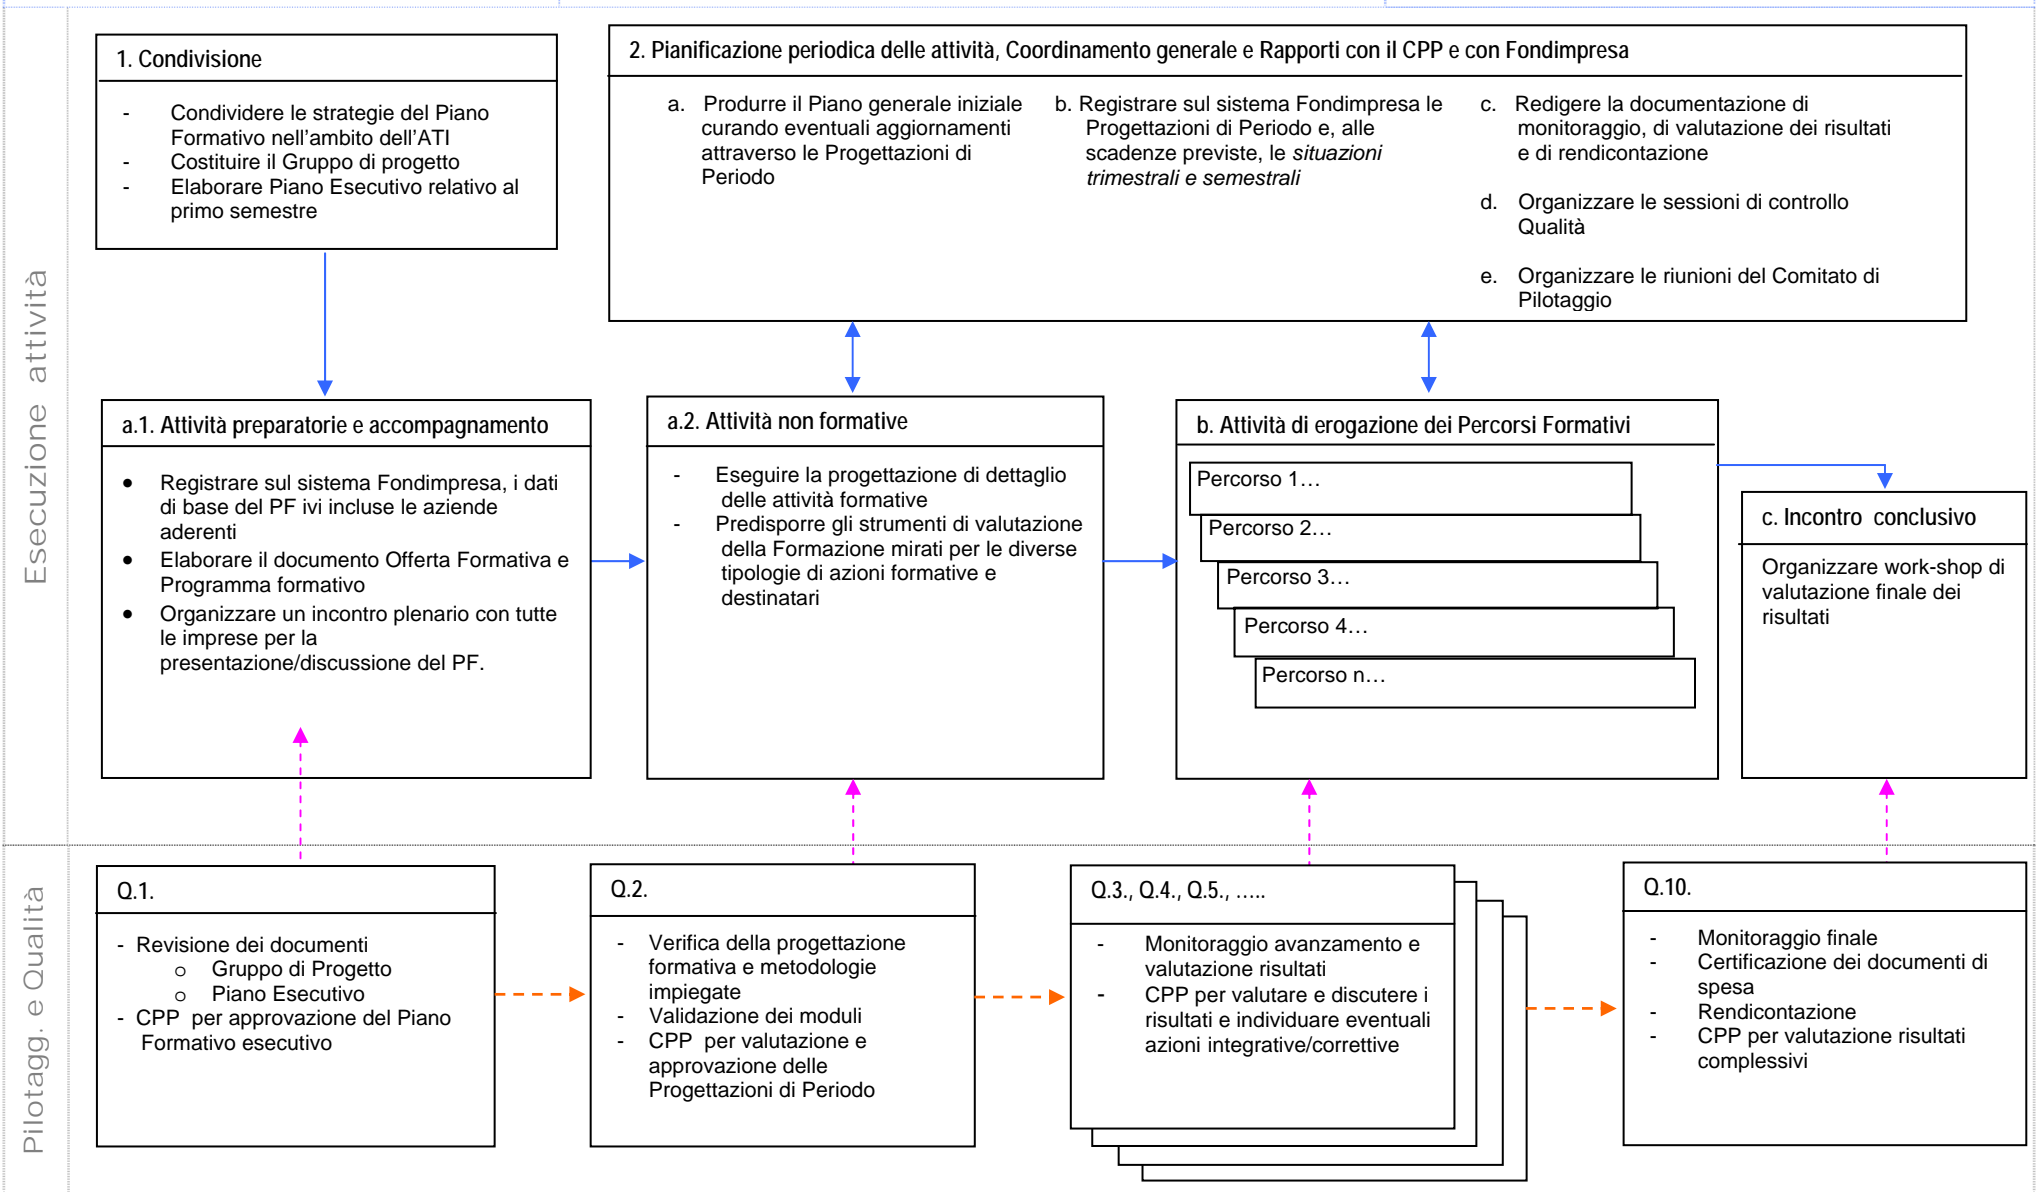 Esecuzione attività
1. Condivisione
- Condividere le strategie del Piano
Formativo nell'ambito dell'ATI
- Costituire il Gruppo di progetto
- Elaborare Piano Esecutivo relativo al
primo semestre
2. Pianificazione periodica delle attività, Coordinamento generale e Rapporti con il CPP e con Fondimpresa
a. Produrre il Piano generale iniziale
curando eventuali aggiornamenti
attraverso le Progettazioni di
Periodo
b. Registrare sul sistema Fondimpresa le
Progettazioni di Periodo e, alle
scadenze previste, le situazioni
trimestrali e semestrali
c. Redigere la documentazione di
monitoraggio, di valutazione dei risultati
e di rendicontazione
d. Organizzare le sessioni di controllo
Qualità
e. Organizzare le riunioni del Comitato di
Pilotaggio
a.1. Attività preparatorie e accompagnamento
• Registrare sul sistema Fondimpresa, i dati
di base del PF ivi incluse le aziende
aderenti
• Elaborare il documento Offerta Formativa e
Programma formativo
• Organizzare un incontro plenario con tutte
le imprese per la
presentazione/discussione del PF.
a.2. Attività non formative
- Eseguire la progettazione di dettaglio
delle attività formative
- Predisporre gli strumenti di valutazione
della Formazione mirati per le diverse
tipologie di azioni formative e
destinatari
b. Attività di erogazione dei Percorsi Formativi
Percorso 1…
Percorso 2…
Percorso 3…
Percorso 4…
Percorso n…
c. Incontro conclusivo
Organizzare work-shop di
valutazione finale dei
risultati
Pilotagg. e Qualità
Q.1.
- Revisione dei documenti
o Gruppo di Progetto
o Piano Esecutivo
- CPP per approvazione del Piano
Formativo esecutivo
Q.2.
- Verifica della progettazione
formativa e metodologie
impiegate
- Validazione dei moduli
- CPP per valutazione e
approvazione delle
Progettazioni di Periodo
Q.3., Q.4., Q.5., …..
- Monitoraggio avanzamento e
valutazione risultati
- CPP per valutare e discutere i
risultati e individuare eventuali
azioni integrative/correttive
Q.10.
- Monitoraggio finale
- Certificazione dei documenti di
spesa
- Rendicontazione
- CPP per valutazione risultati
complessivi